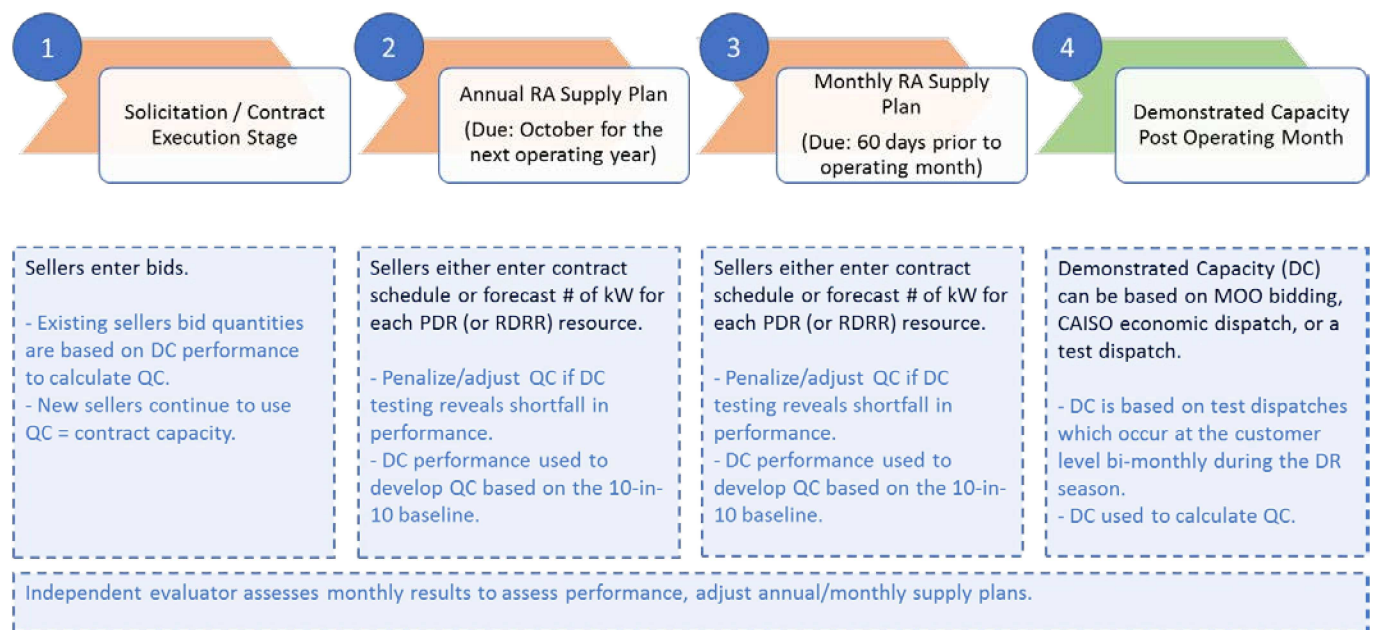 1
Solicitation / Contract
Execution Stage
2
Annual RA Supply Plan
(Due: October for the
next operating year)
3
Monthly RA Supply
Plan
(Due: 60 days prior to
operating month)
4
Demonstrated Capacity
Post Operating Month
Sellers enter bids.
- Existing sellers bid quantities
are based on DC performance
to calculate QC.
- New sellers continue to use
QC = contract capacity.
Sellers either enter contract
schedule or forecast # of kW for
each PDR (or RDRR) resource.
- Penalize/adjust QC if DC
testing reveals shortfall in
performance.
- DC performance used to
develop QC based on the 10-in-
10 baseline.
Sellers either enter contract
schedule or forecast # of kW for
each PDR (or RDRR) resource.
- Penalize/adjust QC if DC
testing reveals shortfall in
performance.
- DC performance used to
develop QC based on the 10-in-
10 baseline.
Demonstrated Capacity (DC)
can be based on MOO bidding,
CAISO economic dispatch, or a
test dispatch.
- DC is based on test dispatches
which occur at the customer
level bi-monthly during the DR
season.
- DC used to calculate QC.
Independent evaluator assesses monthly results to assess performance, adjust annual/monthly supply plans.